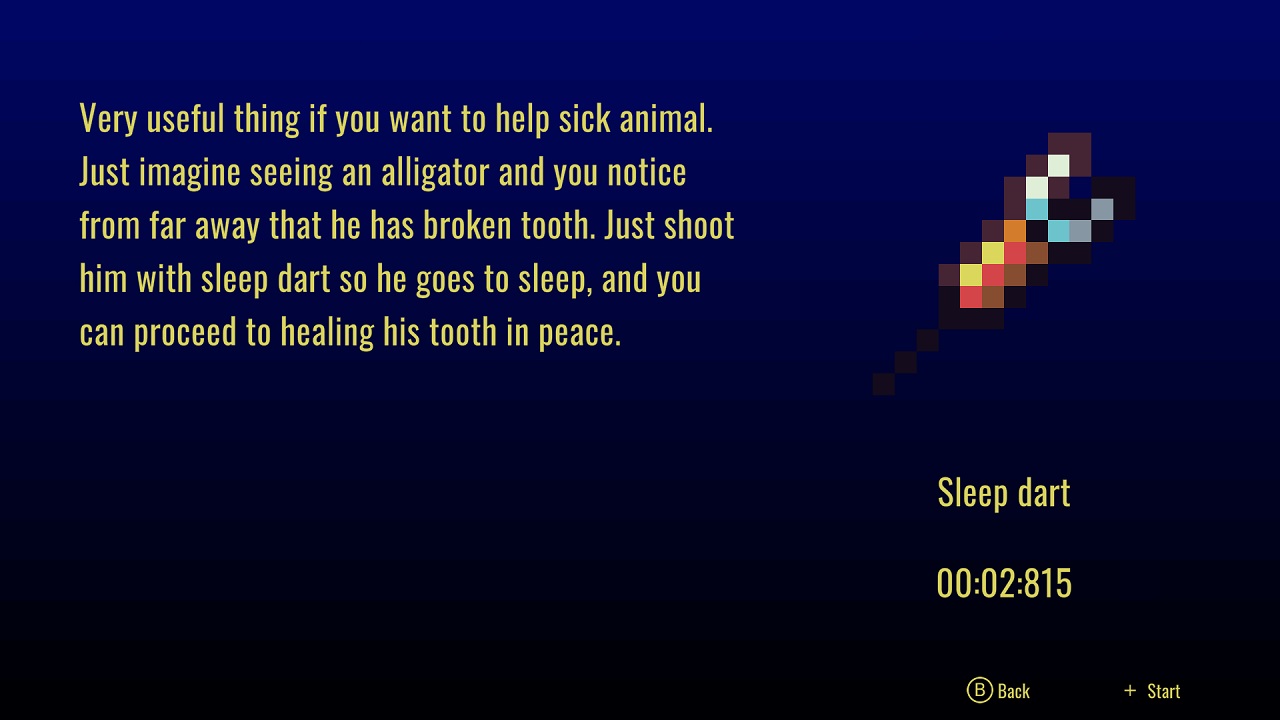 Very useful thing if you want to help sick animal.
Just imagine seeing an alligator and you notice
from far away that he has broken tooth. Just shoot
him with sleep dart so he goes to sleep, and you
can proceed to healing his tooth in peace.
Sleep dart
00:02:815
B Back + Start